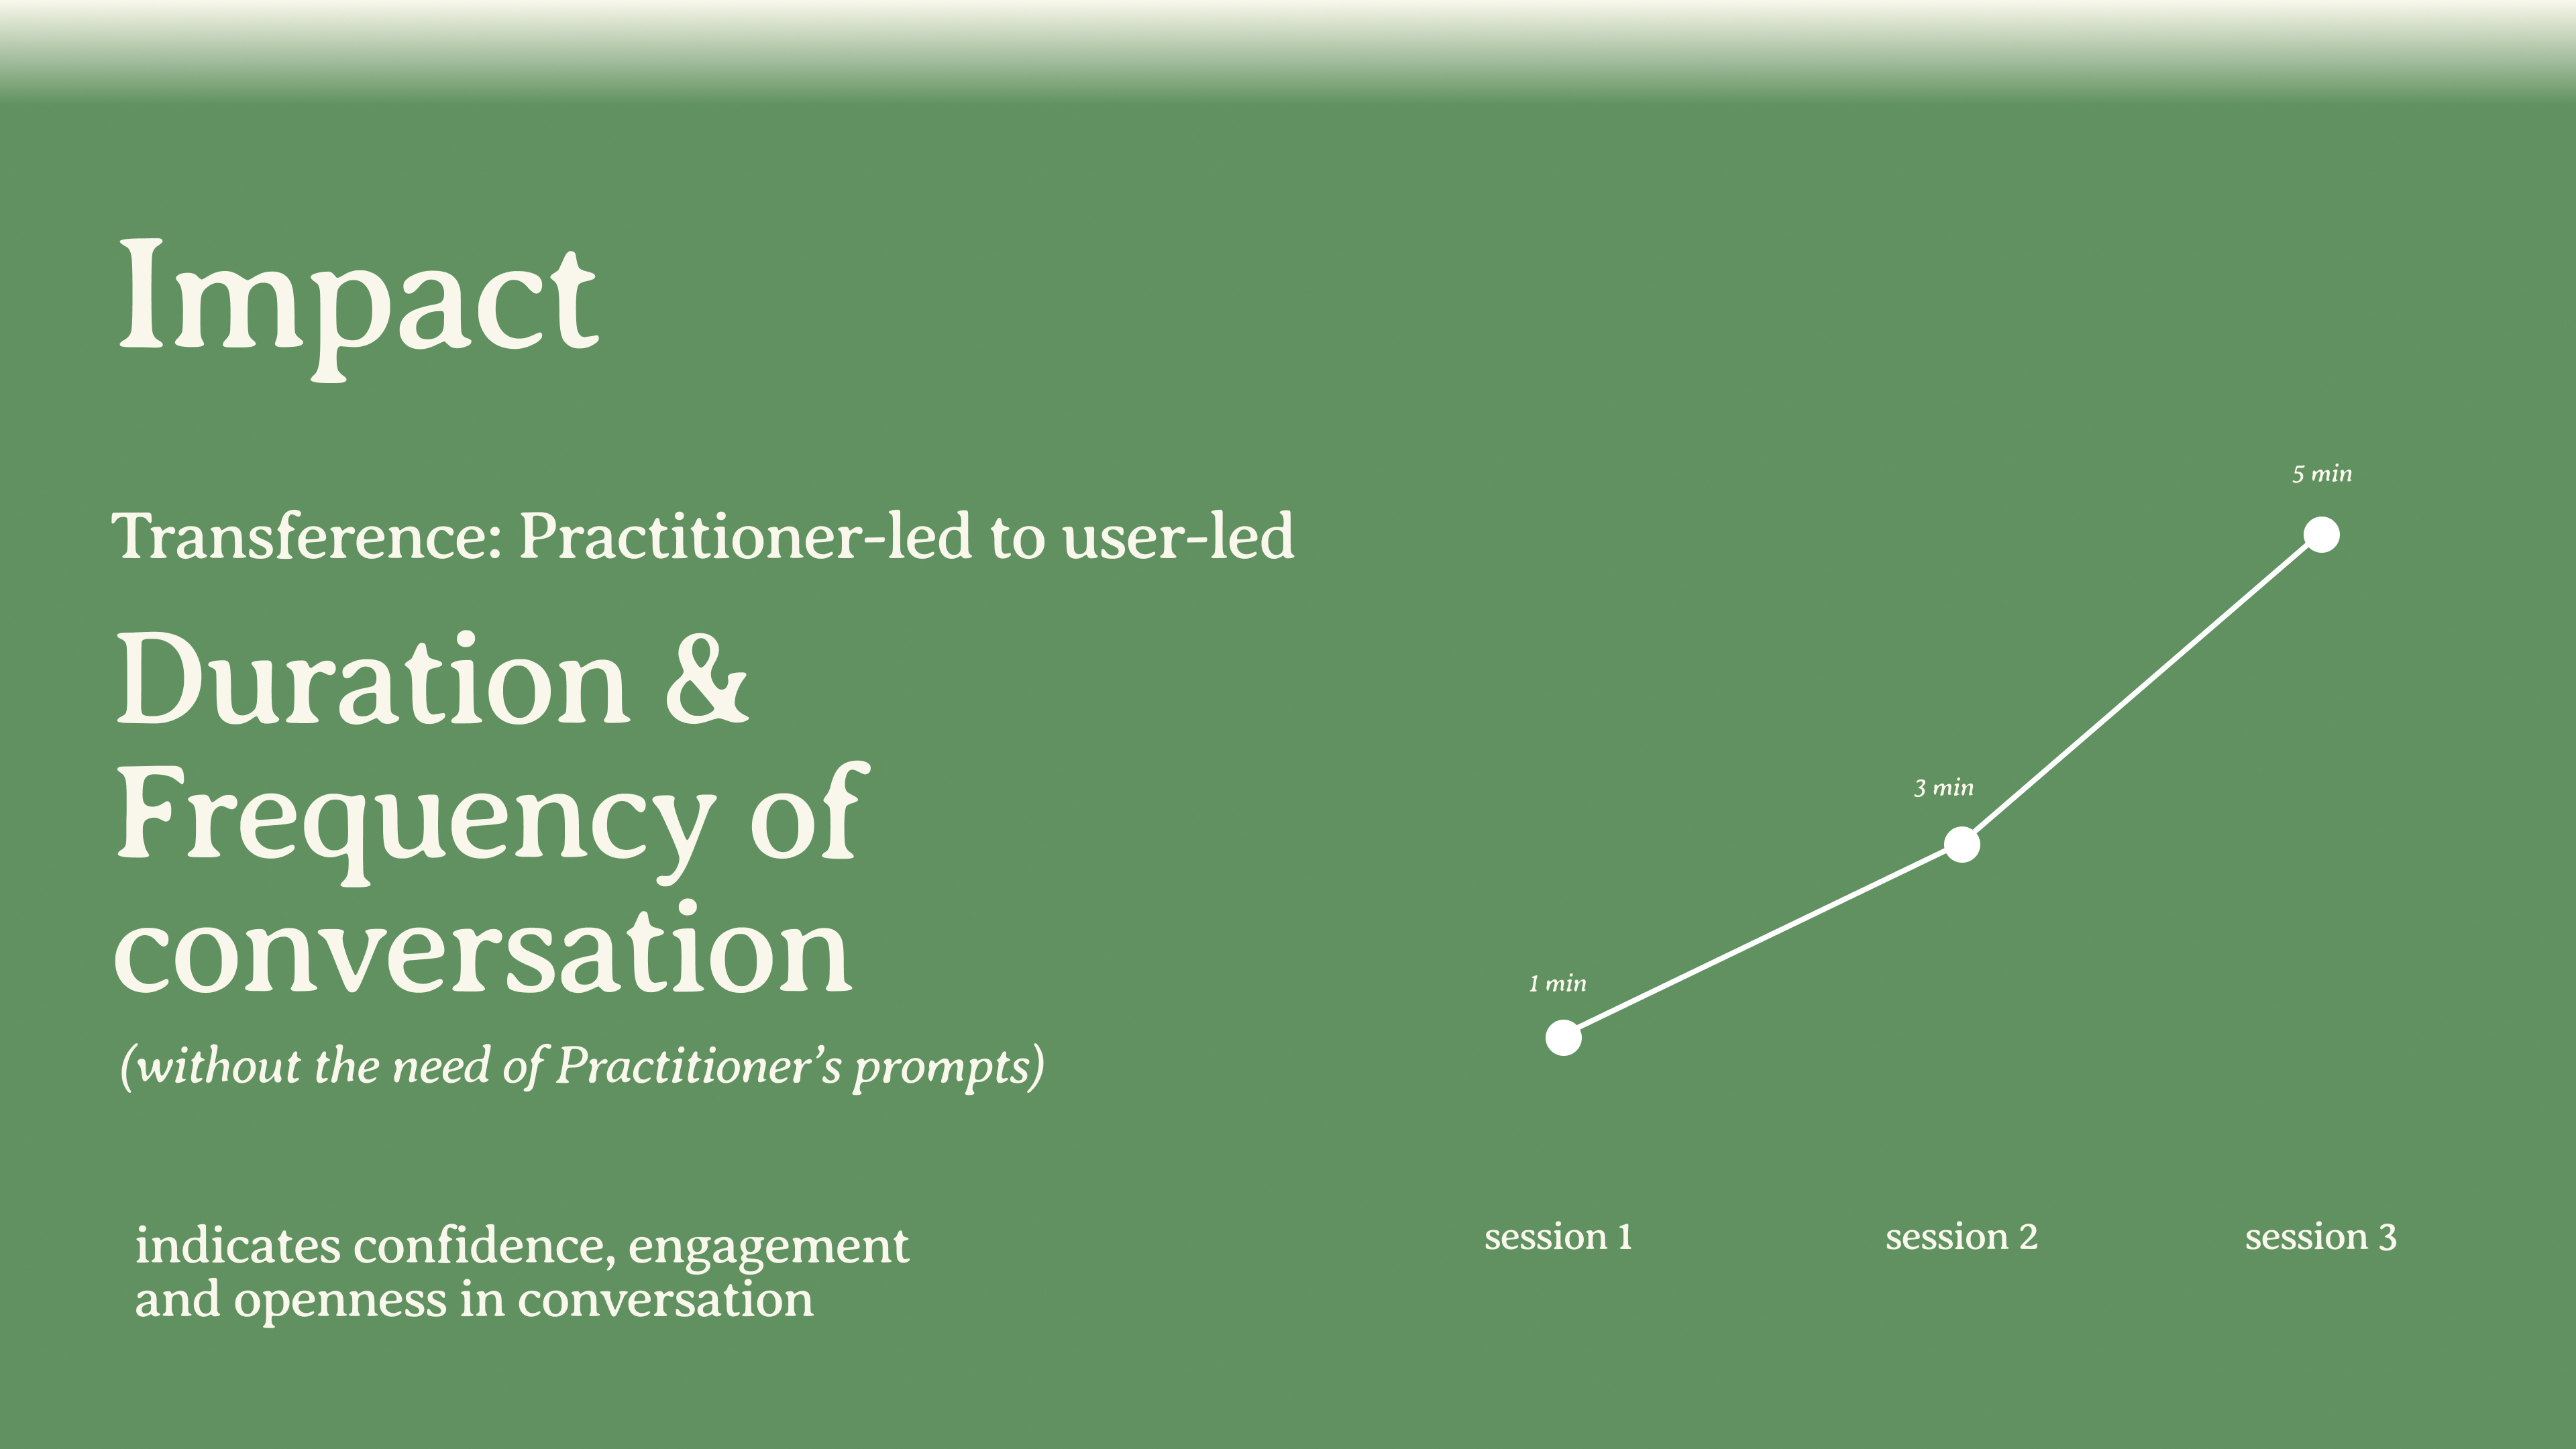 Impact
Transference: Practitioner-led to user-led
Duration &
Frequency of
conversation
(without the need of Practitioner’s prompts)
indicates confidence, engagement
and openness in conversation
5 min
3 min
1 min
session 1
session 2
session 3